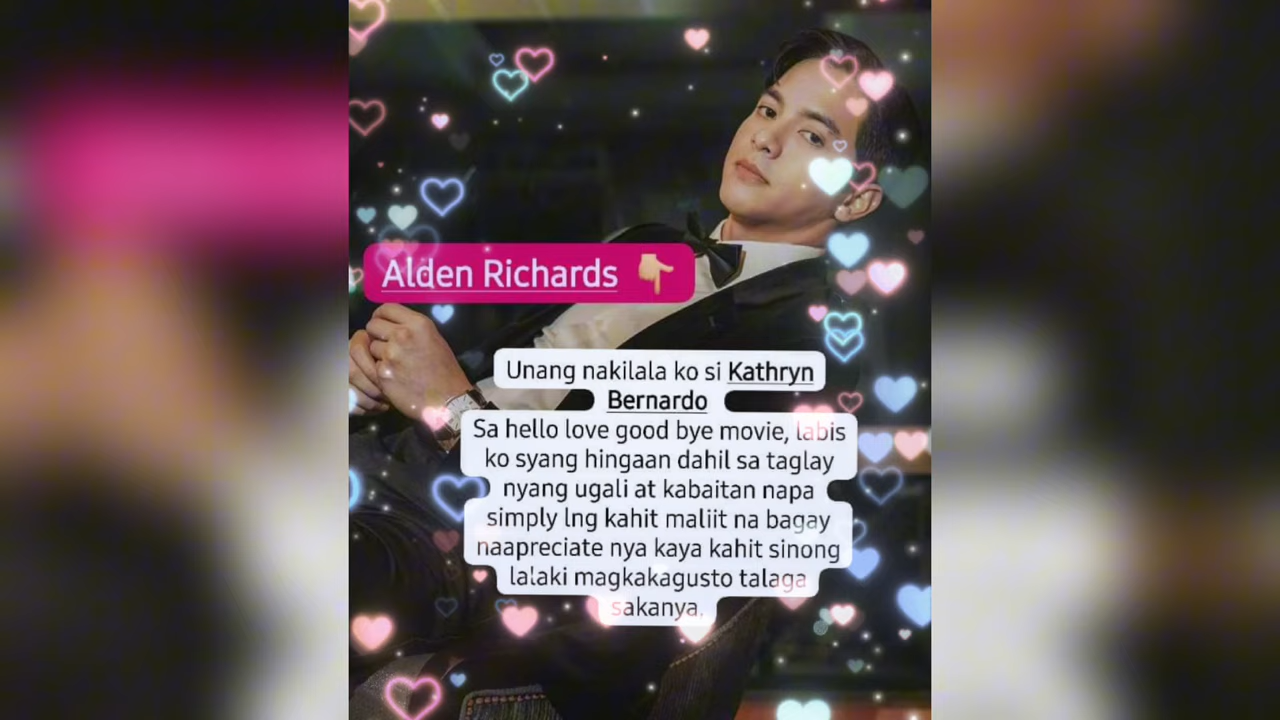 Alden Richards 👇🏼
Unang nakilala ko si Kathryn
Bernardo
Sa hello love good bye movie, labis
ko syang hingaan dahil sa taglay
nyang ugali at kabaitan napa
simply lng kahit maliit na bagay
naapreciate nya kaya kahit sinong
lalaki magkakagusto talaga
sakanya.